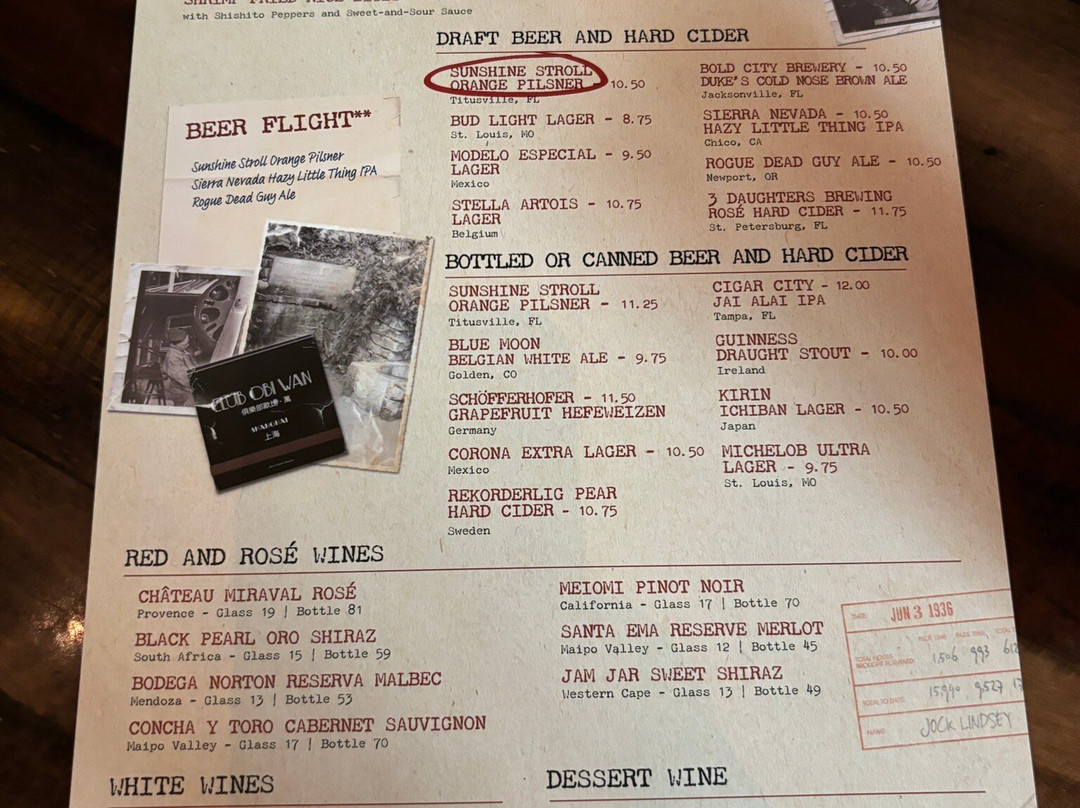 SHRIMP FRIED RICE
with Shishito Peppers and Sweet-and-Sour Sauce
DRAFT BEER AND HARD CIDER
SUNSHINE STROLL
ORANGE PILSNER - 10.50
Titusville, FL
BUD LIGHT LAGER - 8.75
St. Louis, MO
MODELO ESPECIAL - 9.50
LAGER
Mexico
STELLA ARTOIS - 10.75
LAGER
Belgium
BOLD CITY BREWERY - 10.50
DUKE'S COLD NOSE BROWN ALE
Jacksonville, FL
SIERRA NEVADA - 10.50
HAZY LITTLE THING IPA
Chico, CA
ROGUE DEAD GUY ALE - 10.50
Newport, OR
3 DAUGHTERS BREWING
ROSÉ HARD CIDER - 11.75
St. Petersburg, FL
BEER FLIGHT**
Sunshine Stroll Orange Pilsner
Sierra Nevada Hazy Little Thing IPA
Rogue Dead Guy Ale
CLUB OBI WAN
SHANGHAI
上海
BOTTLED OR CANNED BEER AND HARD CIDER
SUNSHINE STROLL
ORANGE PILSNER - 11.25
Titusville, FL
BLUE MOON
BELGIAN WHITE ALE - 9.75
Golden, CO
SCHÖFFERHOFER - 11.50
GRAPEFRUIT HEFEWEIZEN
Germany
CORONA EXTRA LAGER - 10.50
Mexico
REKORDERLIG PEAR
HARD CIDER - 10.75
Sweden
CIGAR CITY - 12.00
JAI ALAI IPA
Tampa, FL
GUINNESS
DRAUGHT STOUT - 10.00
Ireland
KIRIN
ICHIBAN LAGER - 10.50
Japan
MICHELOB ULTRA
LAGER - 9.75
St. Louis, MO
RED AND ROSÉ WINES
CHÂTEAU MIRAVAL ROSÉ
Provence - Glass 19 | Bottle 81
BLACK PEARL ORO SHIRAZ
South Africa - Glass 15 | Bottle 59
BODEGA NORTON RESERVA MALBEC
Mendoza - Glass 13 | Bottle 53
CONCHA Y TORO CABERNET SAUVIGNON
Maipo Valley - Glass 17 | Bottle 70
MEIOMI PINOT NOIR
California - Glass 17 | Bottle 70
SANTA EMA RESERVE MERLOT
Maipo Valley - Glass 12 | Bottle 45
JAM JAR SWEET SHIRAZ
Western Cape - Glass 13 | Bottle 49
DATE: JUN 3 1936
1506 993
TOTAL TO DATE 15940 9527
NAME: JOCK LINDSEY
WHITE WINES
DESSERT WINE